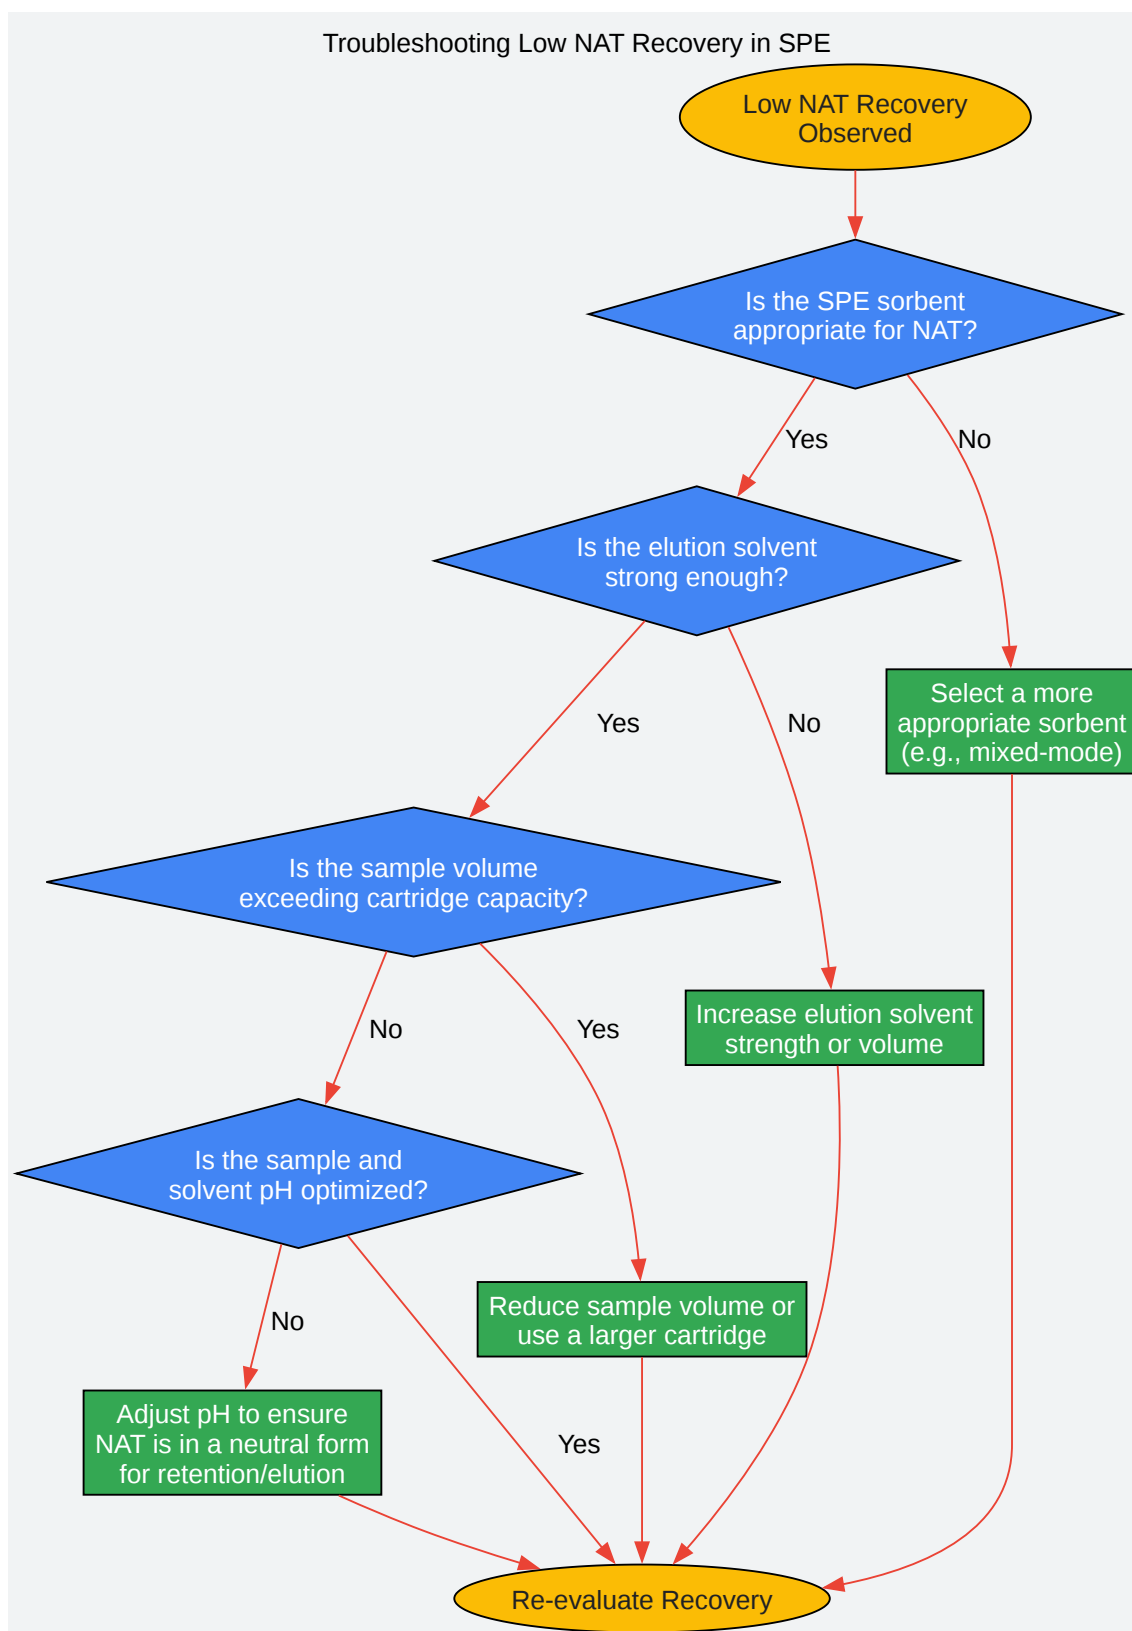 Troubleshooting Low NAT Recovery in SPE
Low NAT Recovery
Observed
Is the SPE sorbent
appropriate for NAT?
Yes
No
Is the elution solvent
strong enough?
Select a more
appropriate sorbent
(e.g., mixed-mode)
Yes
No
Is the sample volume
exceeding cartridge capacity?
Increase elution solvent
strength or volume
No
Yes
Is the sample and
solvent pH optimized?
Reduce sample volume or
use a larger cartridge
No
Adjust pH to ensure
NAT is in a neutral form
for retention/elution
Yes
Re-evaluate Recovery